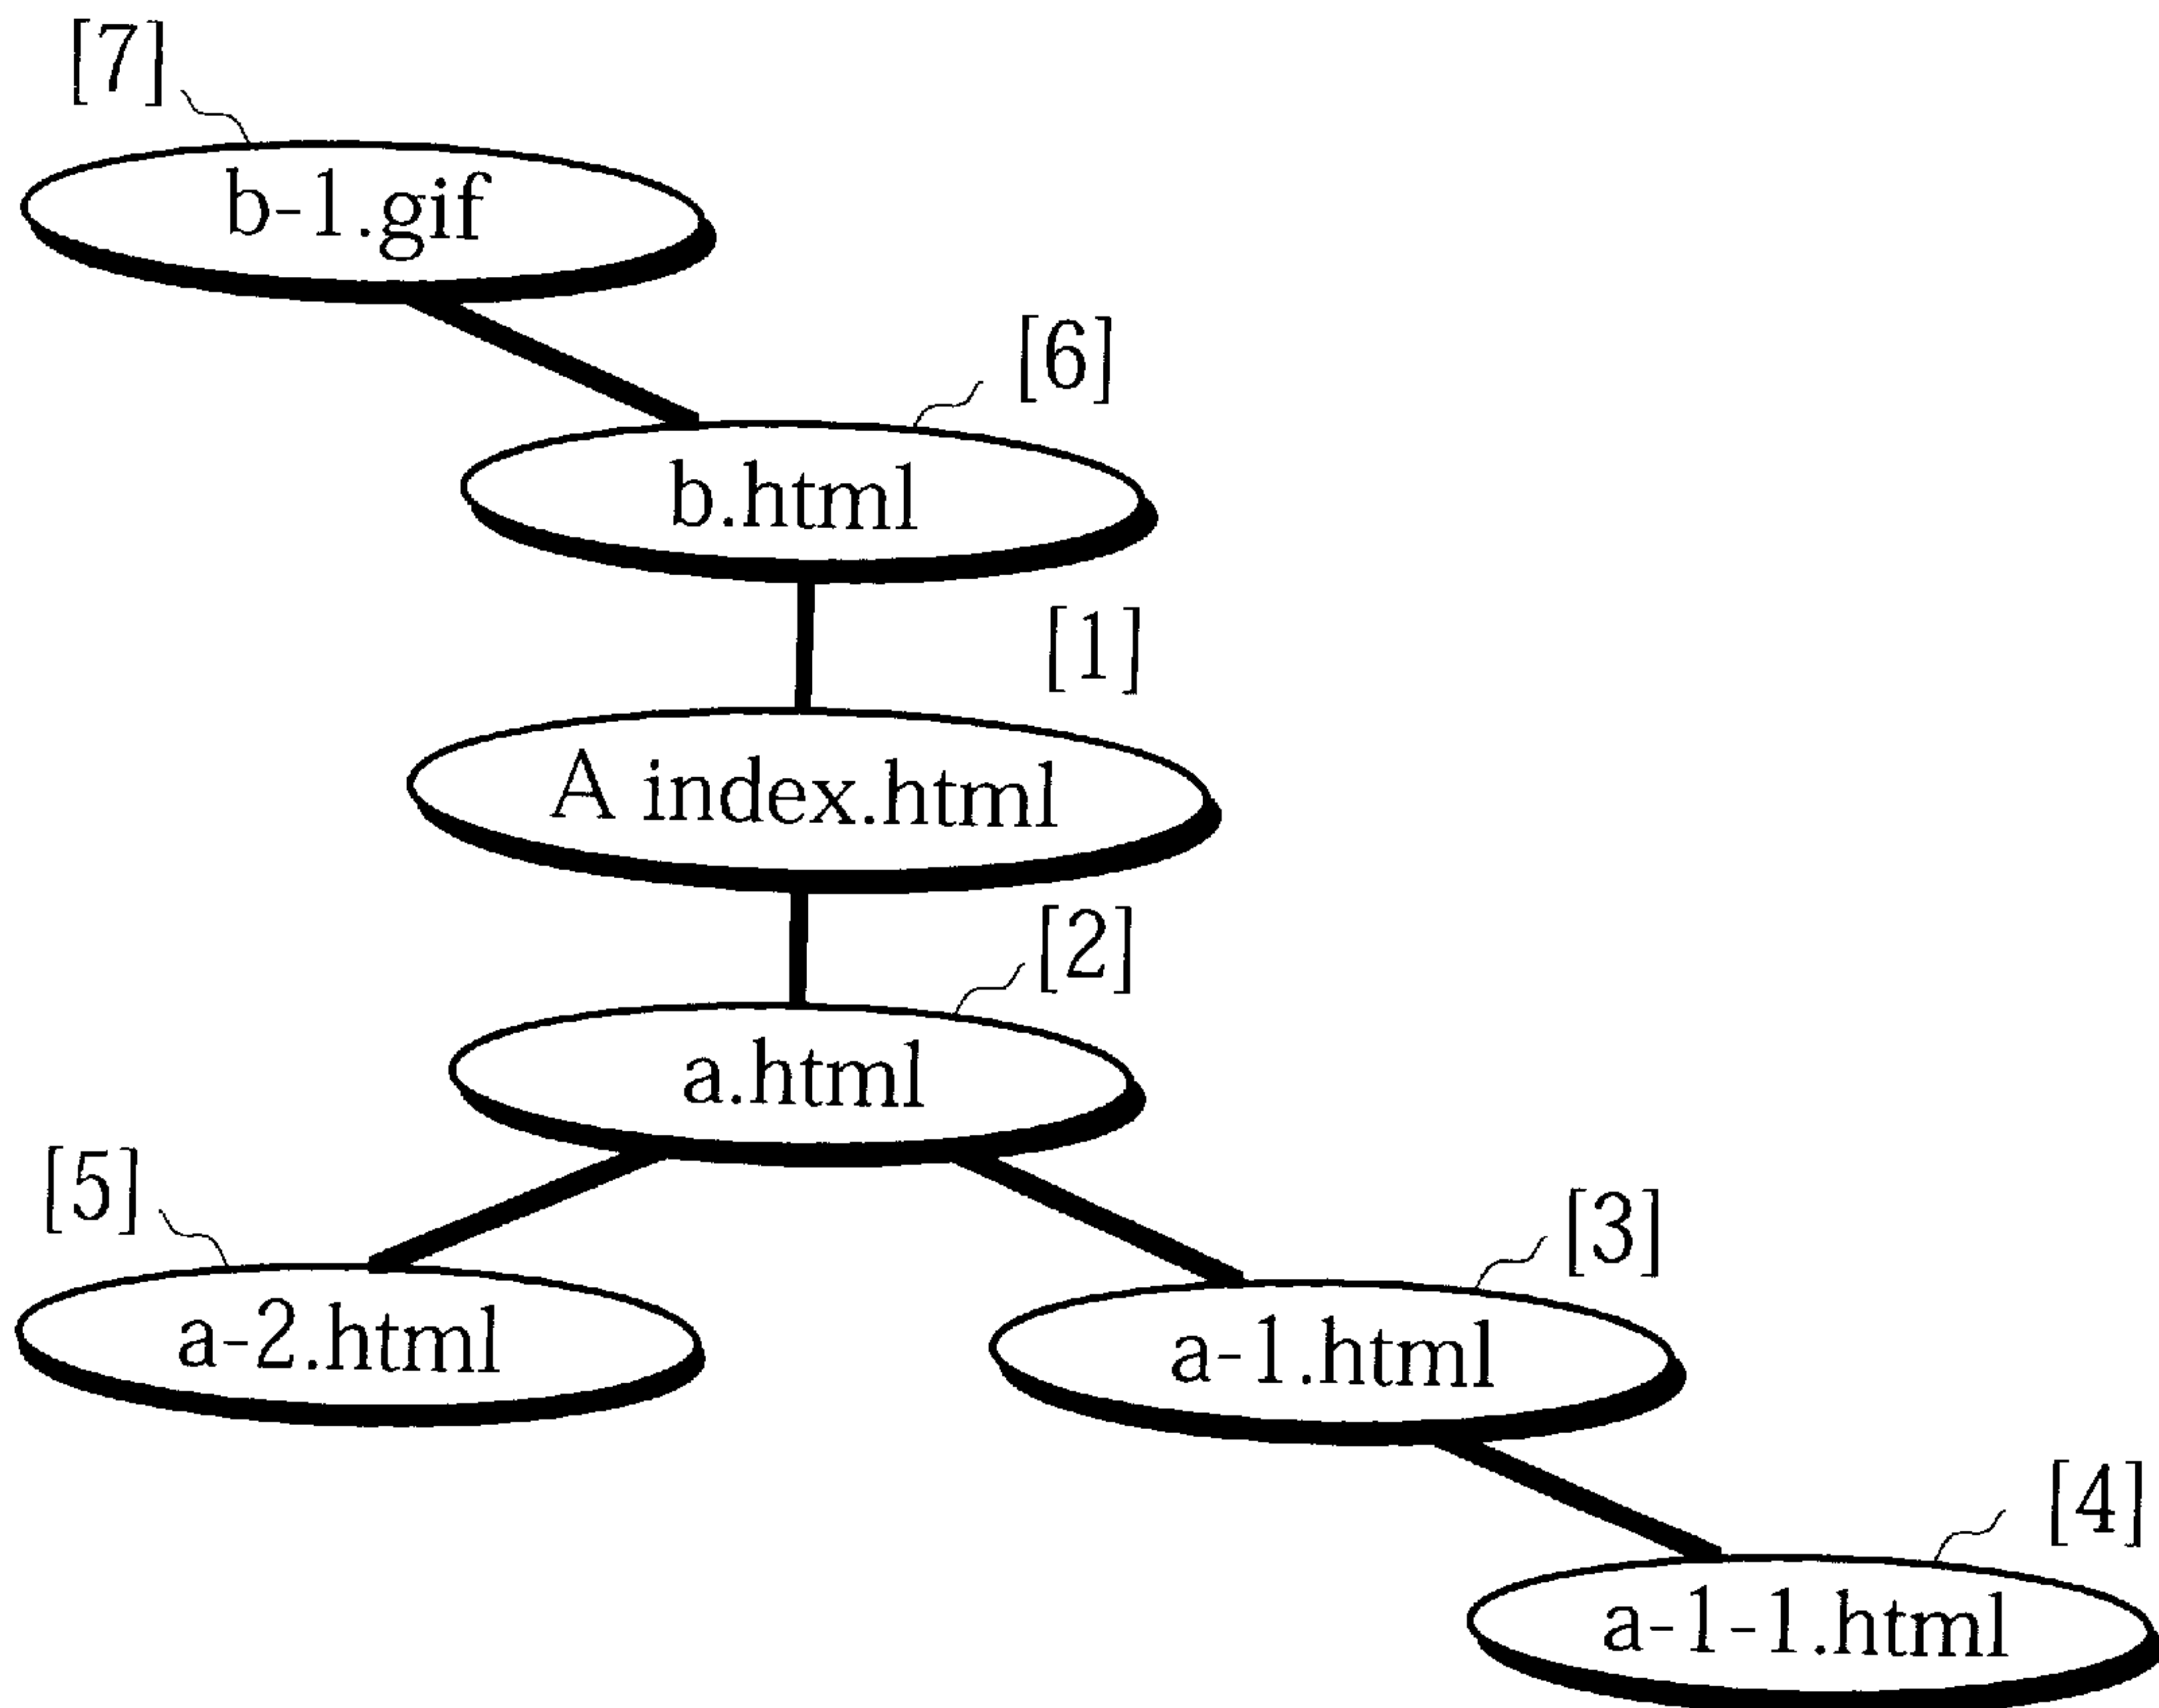 [7]
b-1.gif
[6]
b.html
[1]
A index.html
[2]
a.html
[5]
[3]
a-2.html
a-1.html
[4]
a-1-1.html